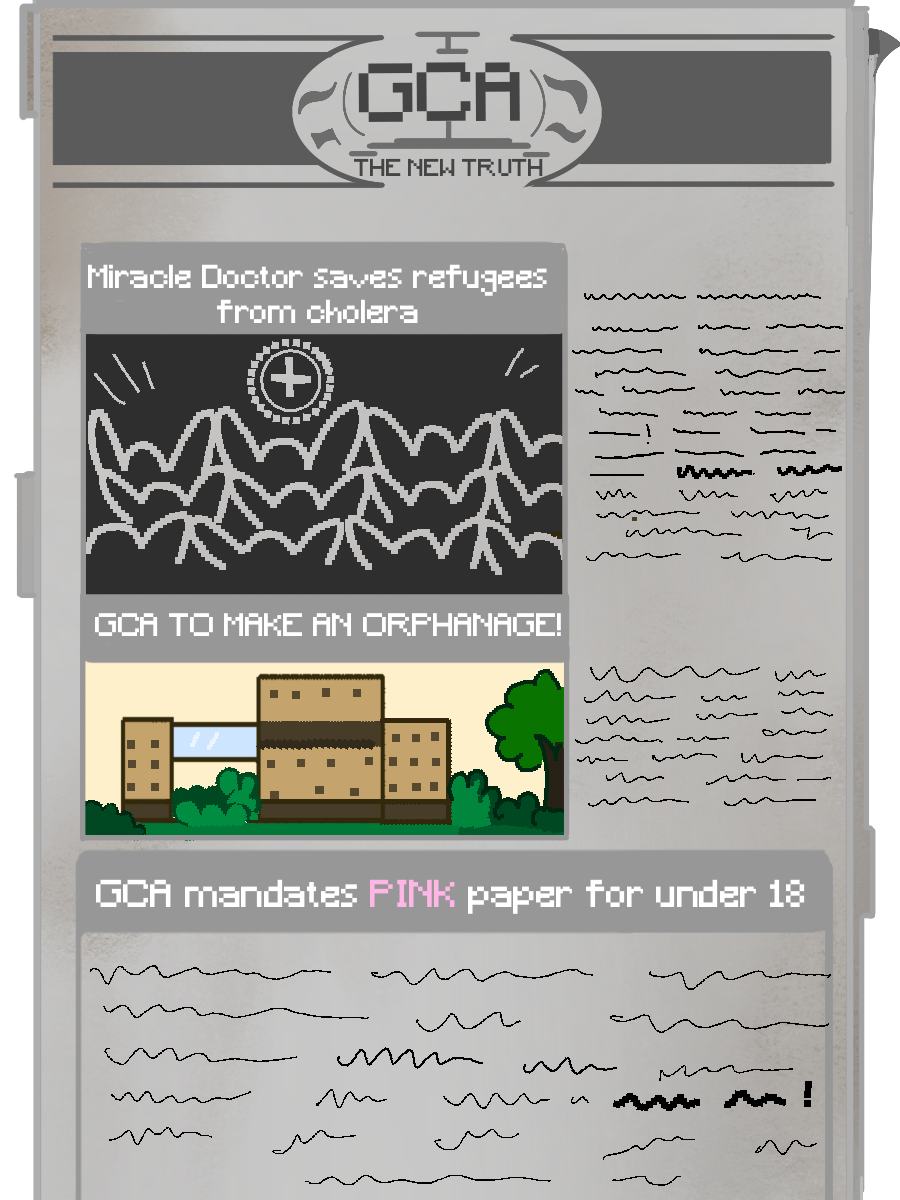 GCA
THE NEW TRUTH
Miracle Doctor saves refugees
from cholera
GCA TO MAKE AN ORPHANAGE!
GCA mandates PINK paper for under 18